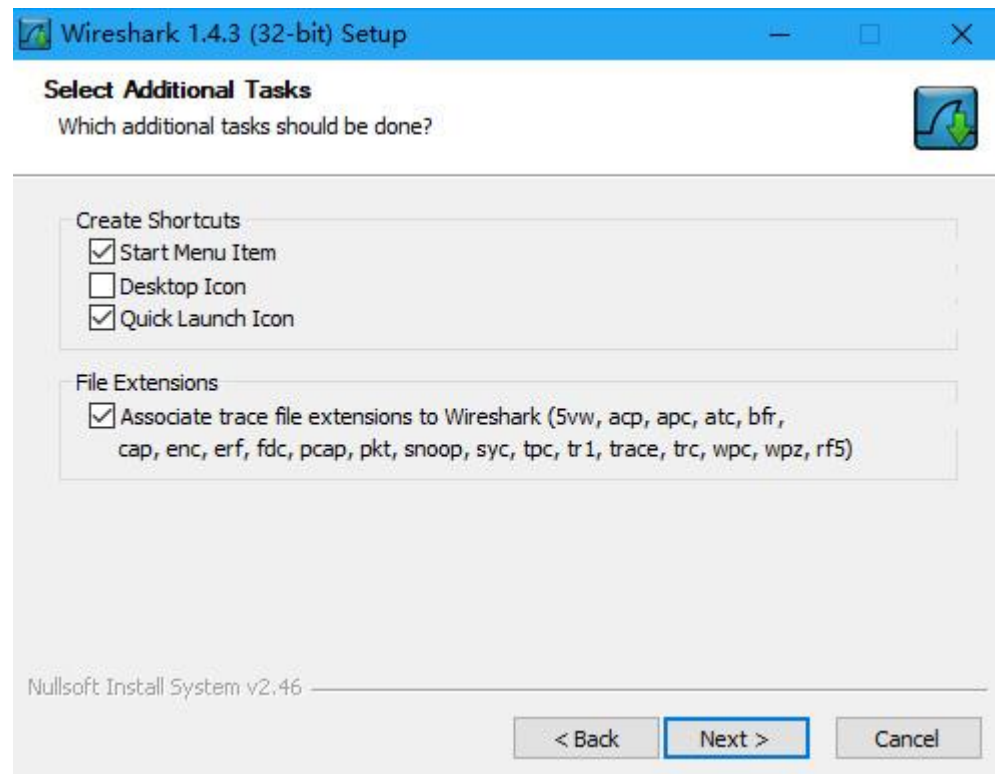 Wireshark 1.4.3 (32-bit) Setup
Select Additional Tasks
Which additional tasks should be done?
Create Shortcuts
Start Menu Item
Desktop Icon
Quick Launch Icon
File Extensions
Associate trace file extensions to Wireshark (5vw, acp, apc, atc, bfr,
cap, enc, erf, fdc, pcap, pkt, snoop, syc, tpc, tr1, trace, trc, wpc, wpz, rf5)
Nullsoft Install System v2.46
< Back Next > Cancel